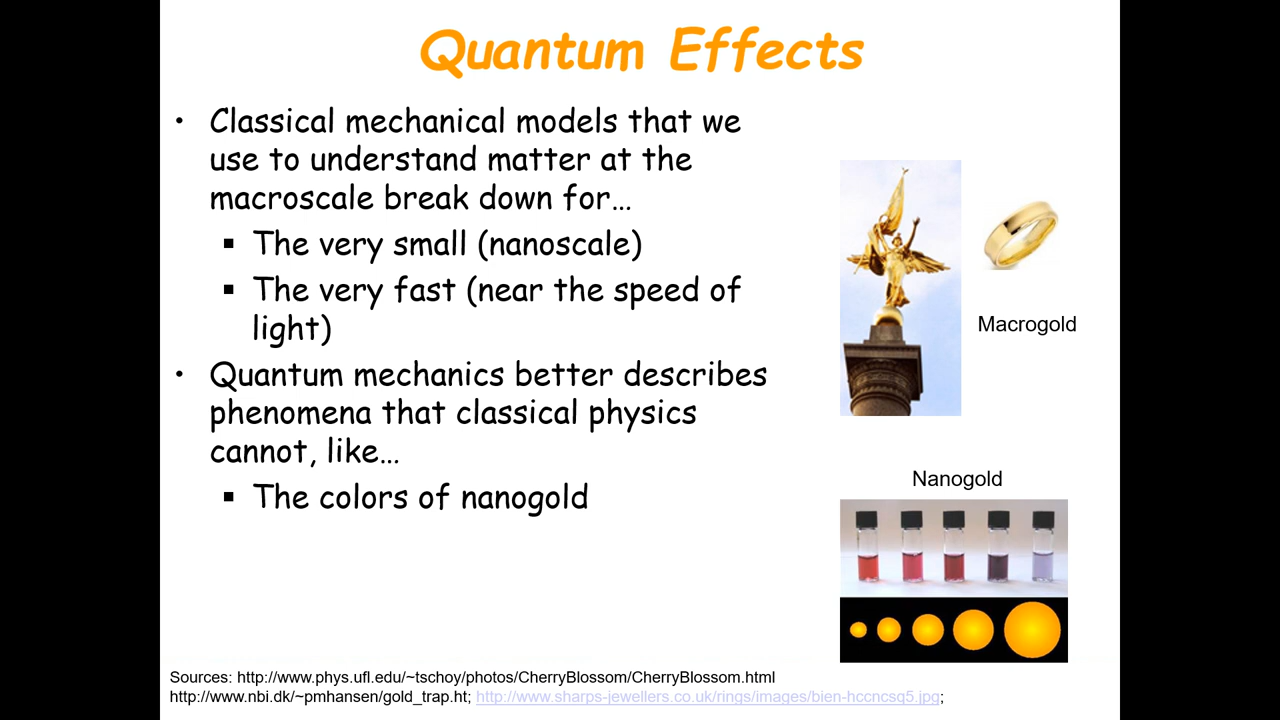 Quantum Effects
• Classical mechanical models that we
use to understand matter at the
macroscale break down for…
▪ The very small (nanoscale)
▪ The very fast (near the speed of
light)
• Quantum mechanics better describes
phenomena that classical physics
cannot, like…
▪ The colors of nanogold
Macrogold
Nanogold
Sources: http://www.phys.ufl.edu/~tschoy/photos/CherryBlossom/CherryBlossom.html
http://www.nbi.dk/~pmhansen/gold_trap.ht; http://www.sharps-jewellers.co.uk/rings/images/bien-hccncsq5.jpg;